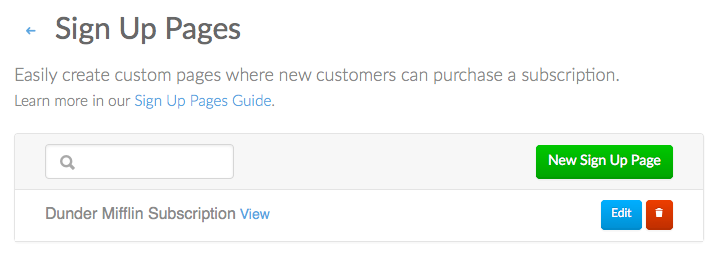 Sign Up Pages
Easily create custom pages where new customers can purchase a subscription.
Learn more in our Sign Up Pages Guide.
New Sign Up Page
Dunder Mifflin Subscription View Edit